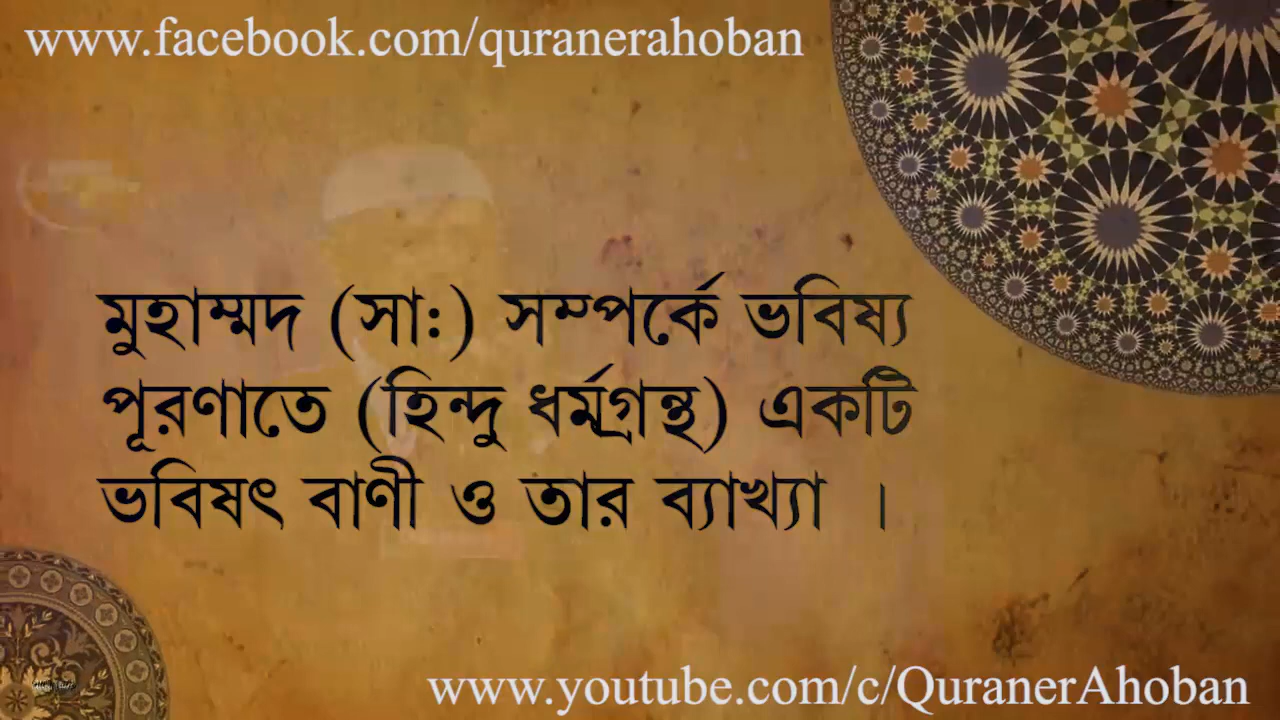 www.facebook.com/quranerahoban
মুহাম্মদ (সাঃ) সম্পর্কে ভবিষ্য
পূরণাতে (হিন্দু ধর্মগ্রন্থ) একটি
ভবিষৎ বাণী ও তার ব্যাখ্যা ।
www.youtube.com/c/QuranerAhoban